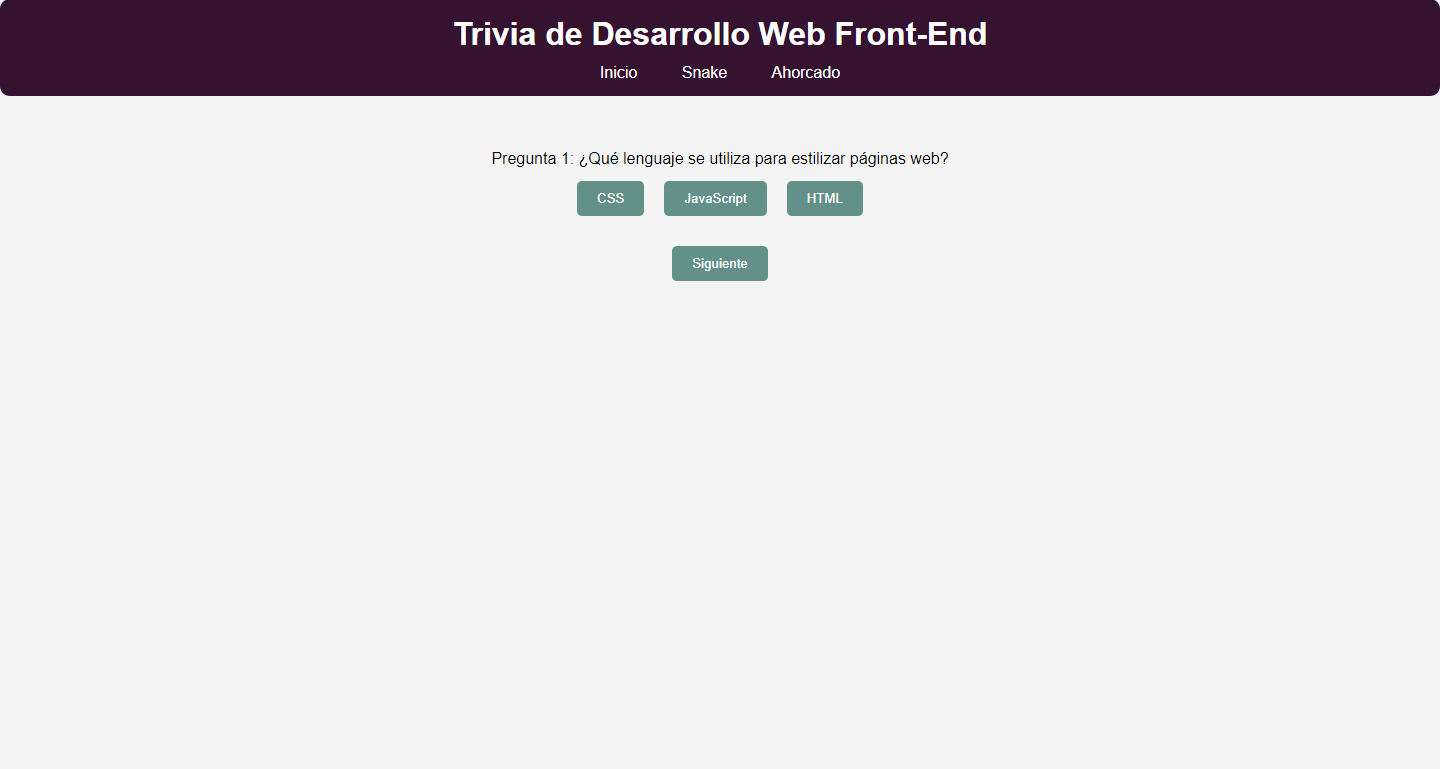 Trivia de Desarrollo Web Front-End
Inicio Snake Ahorcado
Pregunta 1: ¿Qué lenguaje se utiliza para estilizar páginas web?
CSS JavaScript HTML
Siguiente